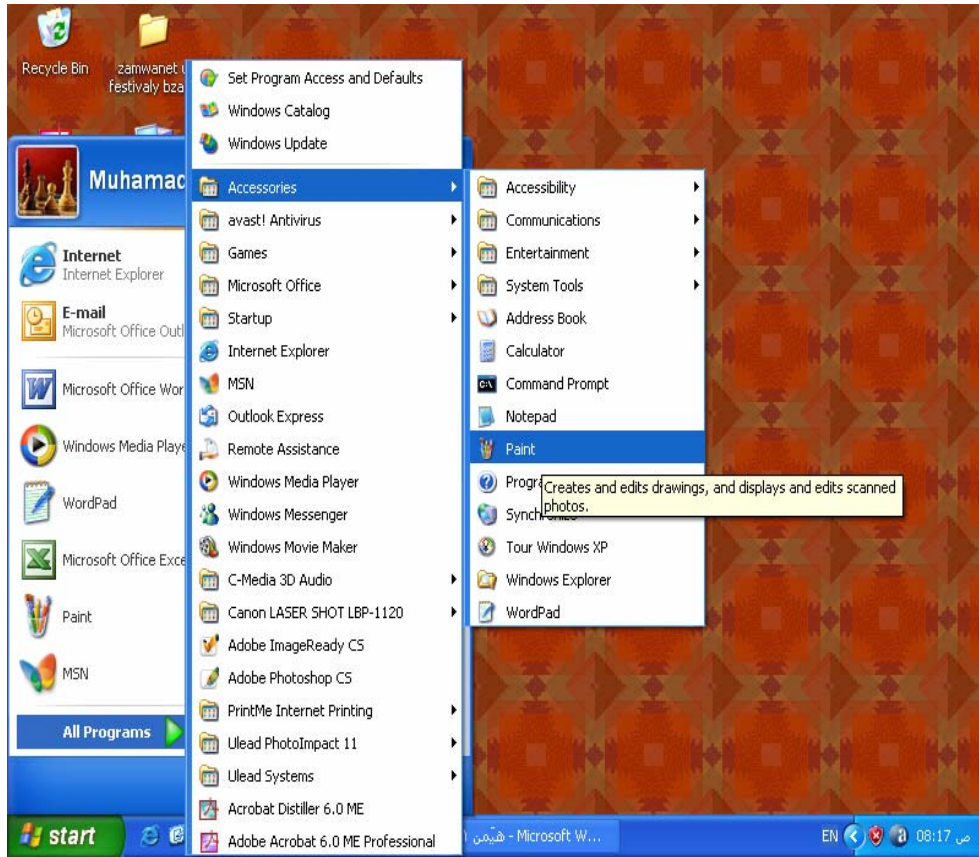 Recycle Bin
zamwanet u
festivaly bza
Muhamad
Internet
Internet Explorer
E-mail
Microsoft Office Outl
Microsoft Office Wor
Windows Media Playe
WordPad
Microsoft Office Exce
Paint
MSN
All Programs
Set Program Access and Defaults
Windows Catalog
Windows Update
Accessories
avast! Antivirus
Games
Microsoft Office
Startup
Internet Explorer
MSN
Outlook Express
Remote Assistance
Windows Media Player
Windows Messenger
Windows Movie Maker
C-Media 3D Audio
Canon LASER SHOT LBP-1120
Adobe ImageReady CS
Adobe Photoshop CS
PrintMe Internet Printing
Ulead PhotoImpact 11
Ulead Systems
Acrobat Distiller 6.0 ME
Adobe Acrobat 6.0 ME Professional
Accessibility
Communications
Entertainment
System Tools
Address Book
Calculator
Command Prompt
Notepad
Paint
Progra
Creates and edits drawings, and displays and edits scanned
photos.
Synchronize
Tour Windows XP
Windows Explorer
WordPad
start
هێمن ١ - Microsoft W...
EN
08:17 ص